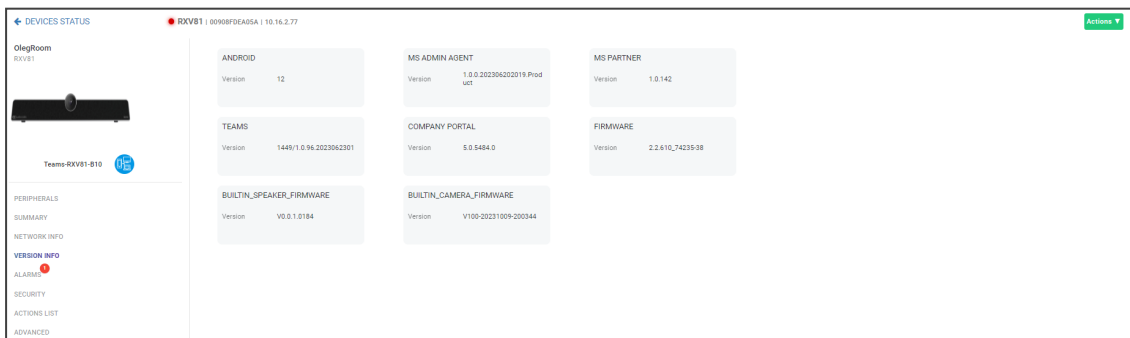 ← DEVICES STATUS
RXV81 | 00908FDEA05A | 10.16.2.77
Actions ▼
OlegRoom
RXV81
Teams-RXV81-B10
PERIPHERALS
SUMMARY
NETWORK INFO
VERSION INFO
ALARMS 1
SECURITY
ACTIONS LIST
ADVANCED
ANDROID
Version 12
MS ADMIN AGENT
Version 1.0.0.202306202019.Prod
uct
MS PARTNER
Version 1.0.142
TEAMS
Version 1449/1.0.96.2023062301
COMPANY PORTAL
Version 5.0.5484.0
FIRMWARE
Version 2.2.610_74235-38
BUILTIN_SPEAKER_FIRMWARE
Version V0.0.1.0184
BUILTIN_CAMERA_FIRMWARE
Version V100-20231009-200344